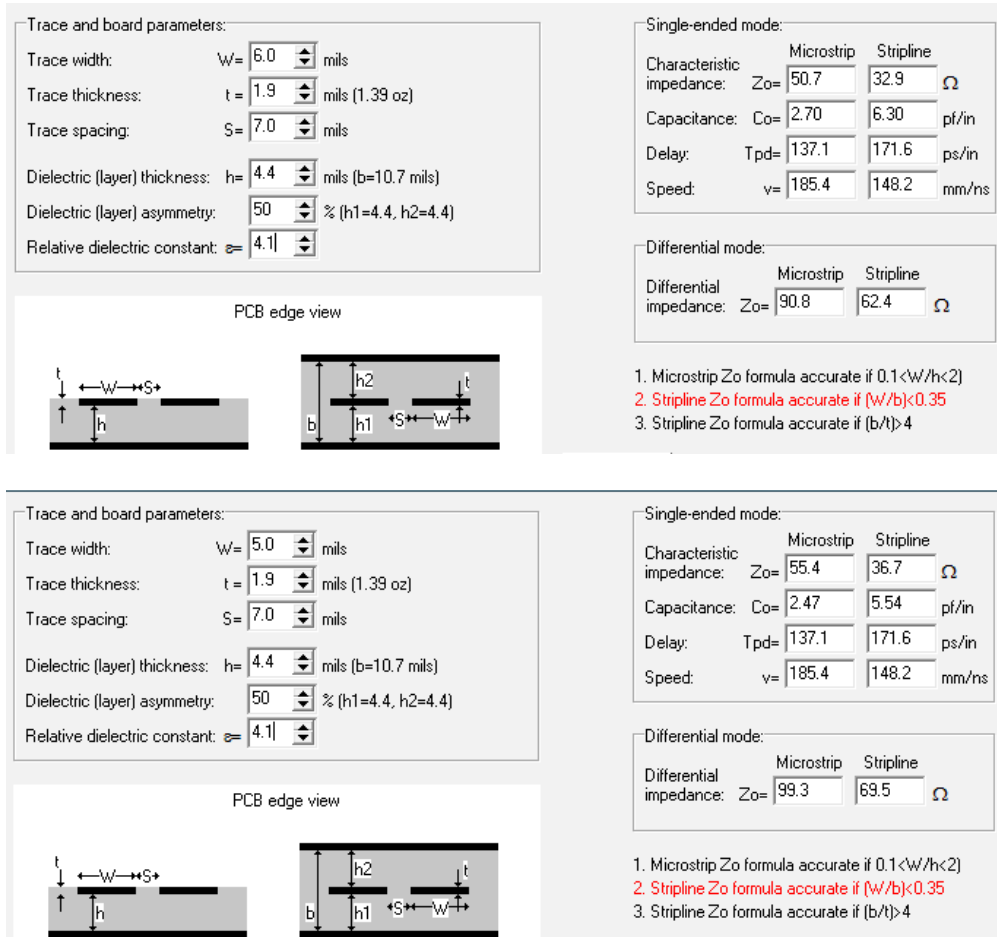 Trace and board parameters:
Trace width: W= 6.0 mils
Trace thickness: t = 1.9 mils (1.39 oz)
Trace spacing: S= 7.0 mils
Dielectric (layer) thickness: h= 4.4 mils (b=10.7 mils)
Dielectric (layer) asymmetry: 50 % (h1=4.4, h2=4.4)
Relative dielectric constant: ε= 4.1
PCB edge view
t W S h
b h2 h1 S W t
Single-ended mode:
Microstrip Stripline
Characteristic
impedance: Zo= 50.7 32.9 Ω
Capacitance: Co= 2.70 6.30 pf/in
Delay: Tpd= 137.1 171.6 ps/in
Speed: v= 185.4 148.2 mm/ns
Differential mode:
Microstrip Stripline
Differential
impedance: Zo= 90.8 62.4 Ω
1. Microstrip Zo formula accurate if 0.1<W/h<2)
2. Stripline Zo formula accurate if (W/b)<0.35
3. Stripline Zo formula accurate if (b/t)>4
Trace and board parameters:
Trace width: W= 5.0 mils
Trace thickness: t = 1.9 mils (1.39 oz)
Trace spacing: S= 7.0 mils
Dielectric (layer) thickness: h= 4.4 mils (b=10.7 mils)
Dielectric (layer) asymmetry: 50 % (h1=4.4, h2=4.4)
Relative dielectric constant: ε= 4.1
PCB edge view
t W S h
b h2 h1 S W t
Single-ended mode:
Microstrip Stripline
Characteristic
impedance: Zo= 55.4 36.7 Ω
Capacitance: Co= 2.47 5.54 pf/in
Delay: Tpd= 137.1 171.6 ps/in
Speed: v= 185.4 148.2 mm/ns
Differential mode:
Microstrip Stripline
Differential
impedance: Zo= 99.3 69.5 Ω
1. Microstrip Zo formula accurate if 0.1<W/h<2)
2. Stripline Zo formula accurate if (W/b)<0.35
3. Stripline Zo formula accurate if (b/t)>4